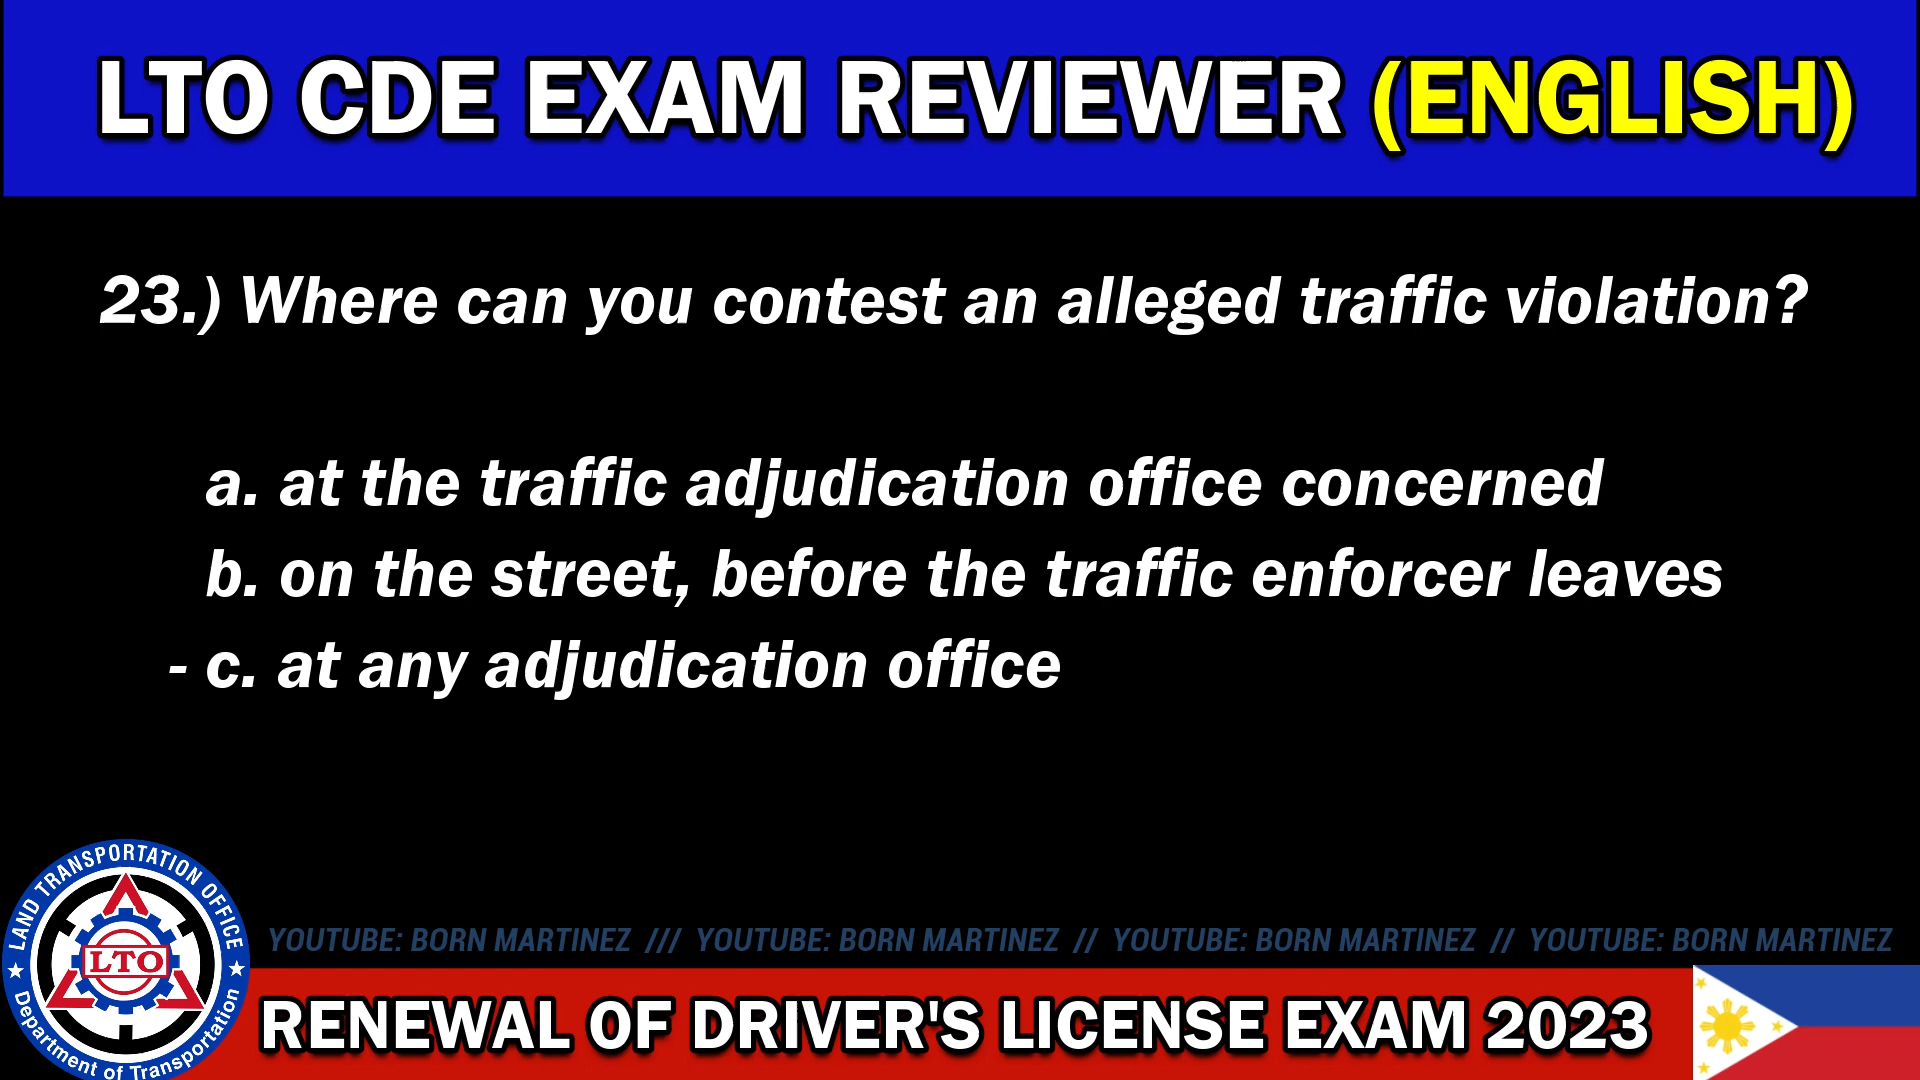 LTO CDE EXAM REVIEWER (ENGLISH)
23.) Where can you contest an alleged traffic violation?
a. at the traffic adjudication office concerned
b. on the street, before the traffic enforcer leaves
- c. at any adjudication office
YOUTUBE: BORN MARTINEZ /// YOUTUBE: BORN MARTINEZ // YOUTUBE: BORN MARTINEZ // YOUTUBE: BORN MARTINEZ
LAND TRANSPORTATION OFFICE
LTO
Department of Transportation
RENEWAL OF DRIVER'S LICENSE EXAM 2023